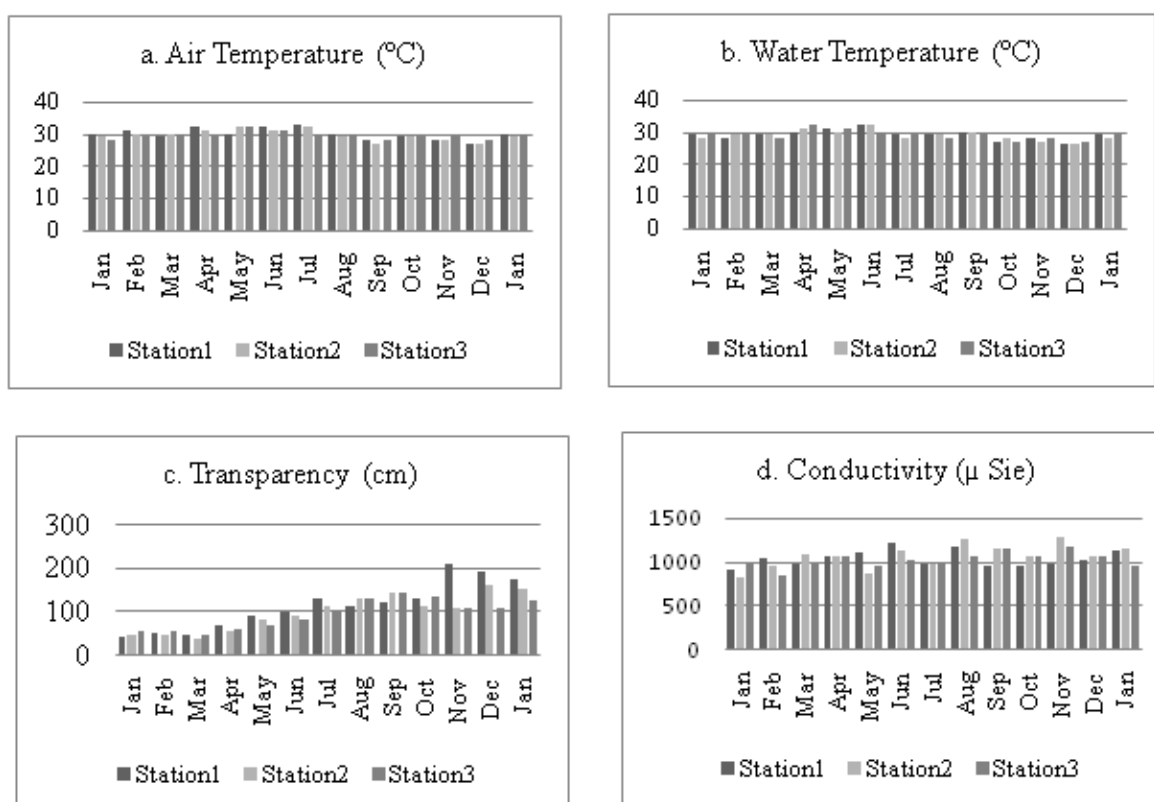 a. Air Temperature (ºC)
40
30
20
10
0
Jan
Feb
Mar
Apr
May
Jun
Jul
Aug
Sep
Oct
Nov
Dec
Jan
Station1 Station2 Station3
b. Water Temperature (ºC)
40
30
20
10
0
Jan
Feb
Mar
Apr
May
Jun
Jul
Aug
Sep
Oct
Nov
Dec
Jan
Station1 Station2 Station3
c. Transparency (cm)
300
200
100
0
Jan
Feb
Mar
Apr
May
Jun
Jul
Aug
Sep
Oct
Nov
Dec
Jan
Station1 Station2 Station3
d. Conductivity (µ Sie)
1500
1000
500
0
Jan
Feb
Mar
Apr
May
Jun
Jul
Aug
Sep
Oct
Nov
Dec
Jan
Station1 Station2 Station3